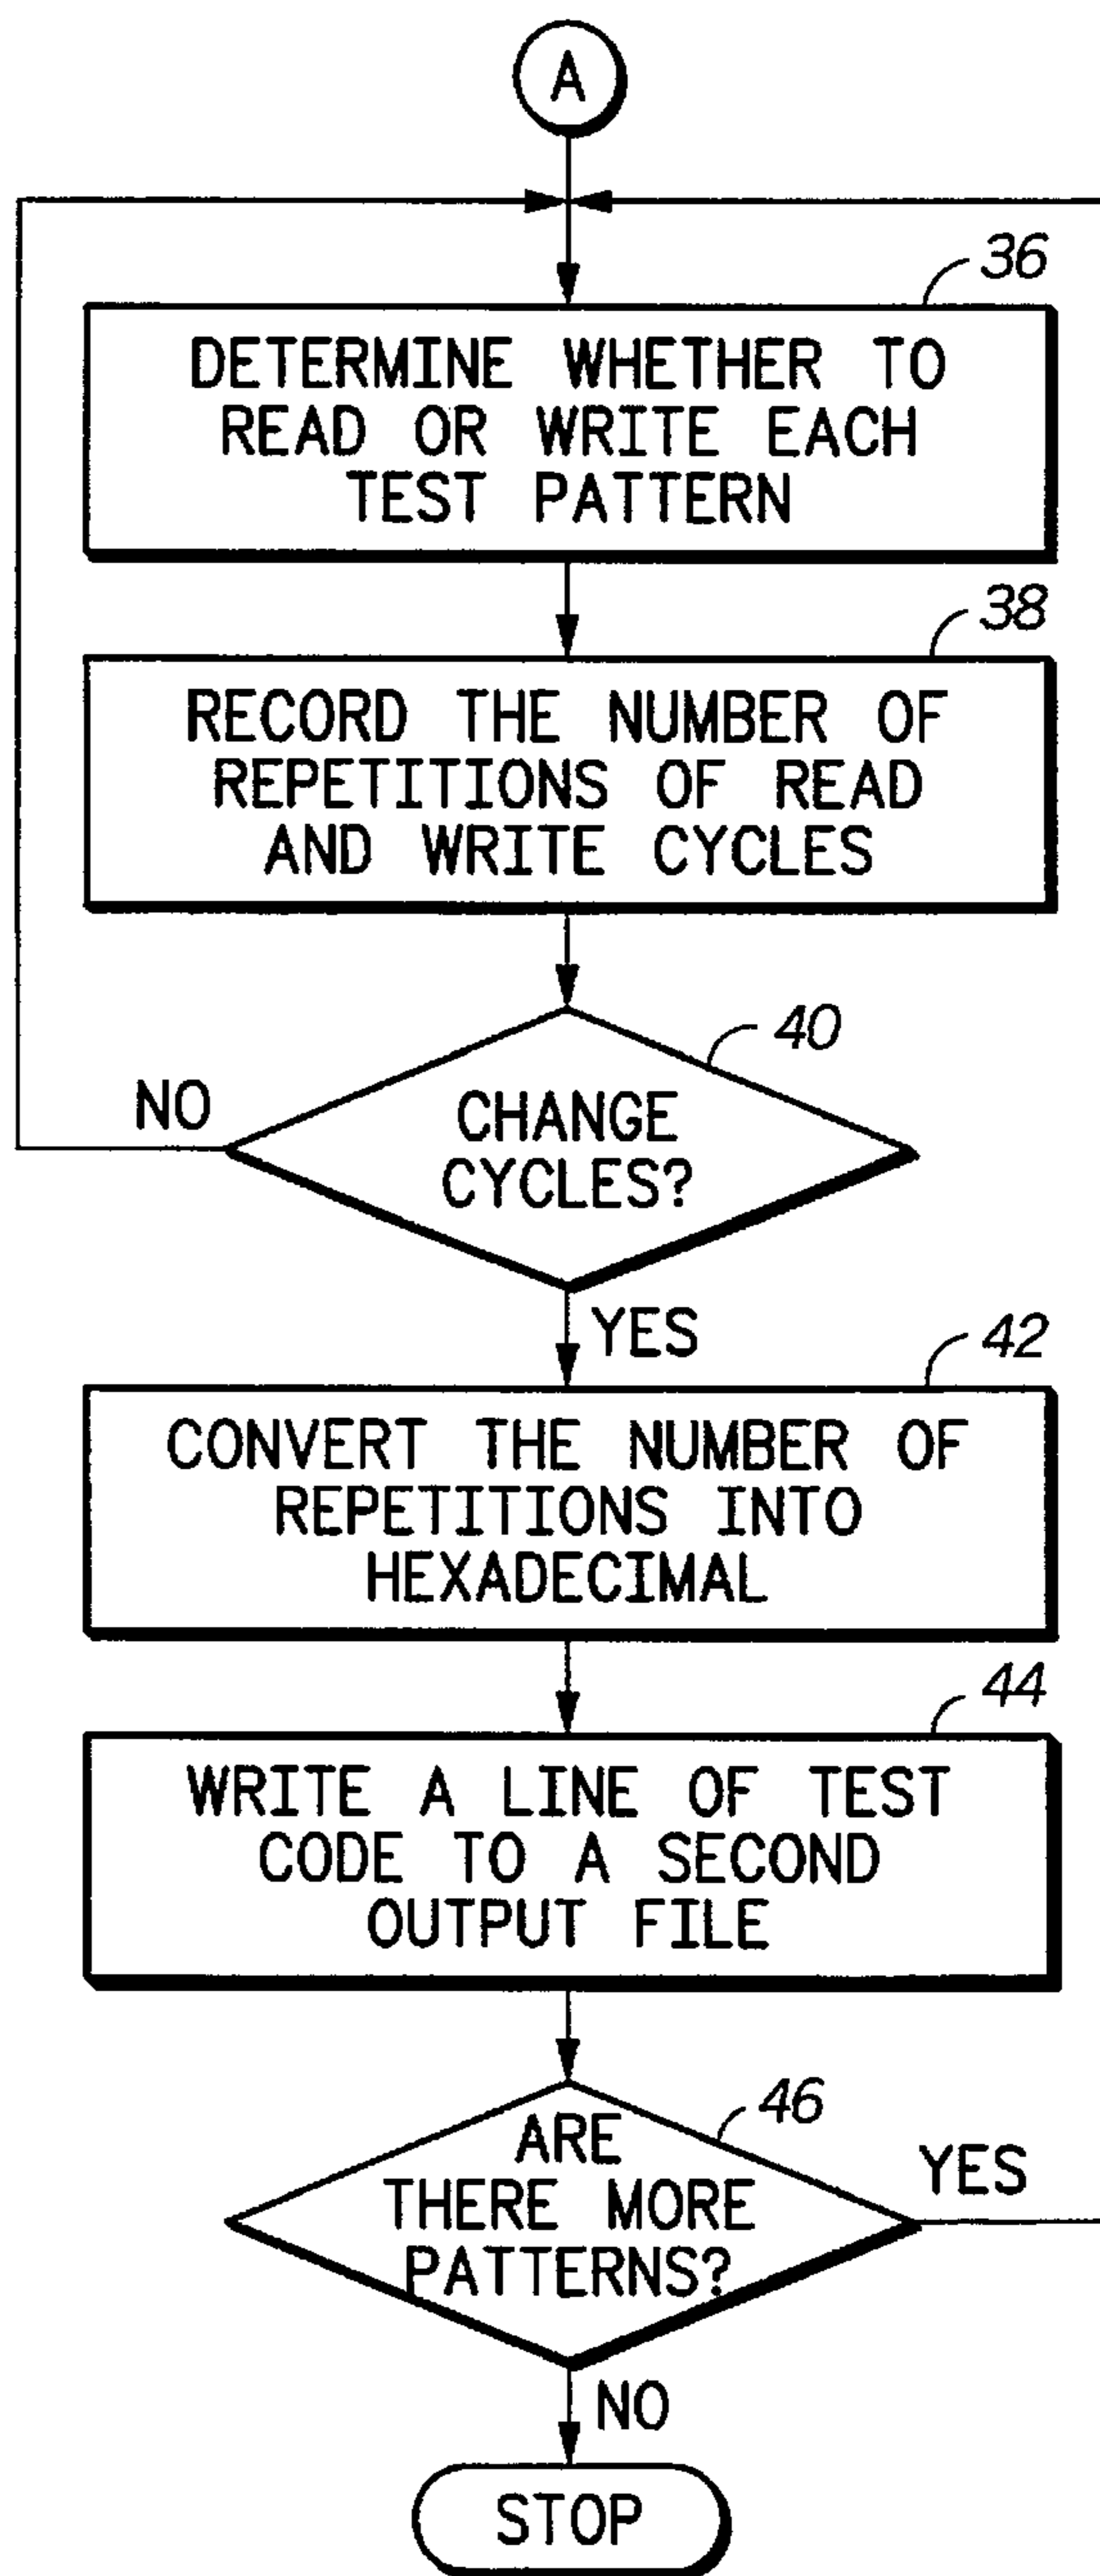 A
36
DETERMINE WHETHER TO
READ OR WRITE EACH
TEST PATTERN
38
RECORD THE NUMBER OF
REPETITIONS OF READ
AND WRITE CYCLES
40
NO
CHANGE
CYCLES?
YES
42
CONVERT THE NUMBER OF
REPETITIONS INTO
HEXADECIMAL
44
WRITE A LINE OF TEST
CODE TO A SECOND
OUTPUT FILE
46
ARE
THERE MORE
PATTERNS?
YES
NO
STOP